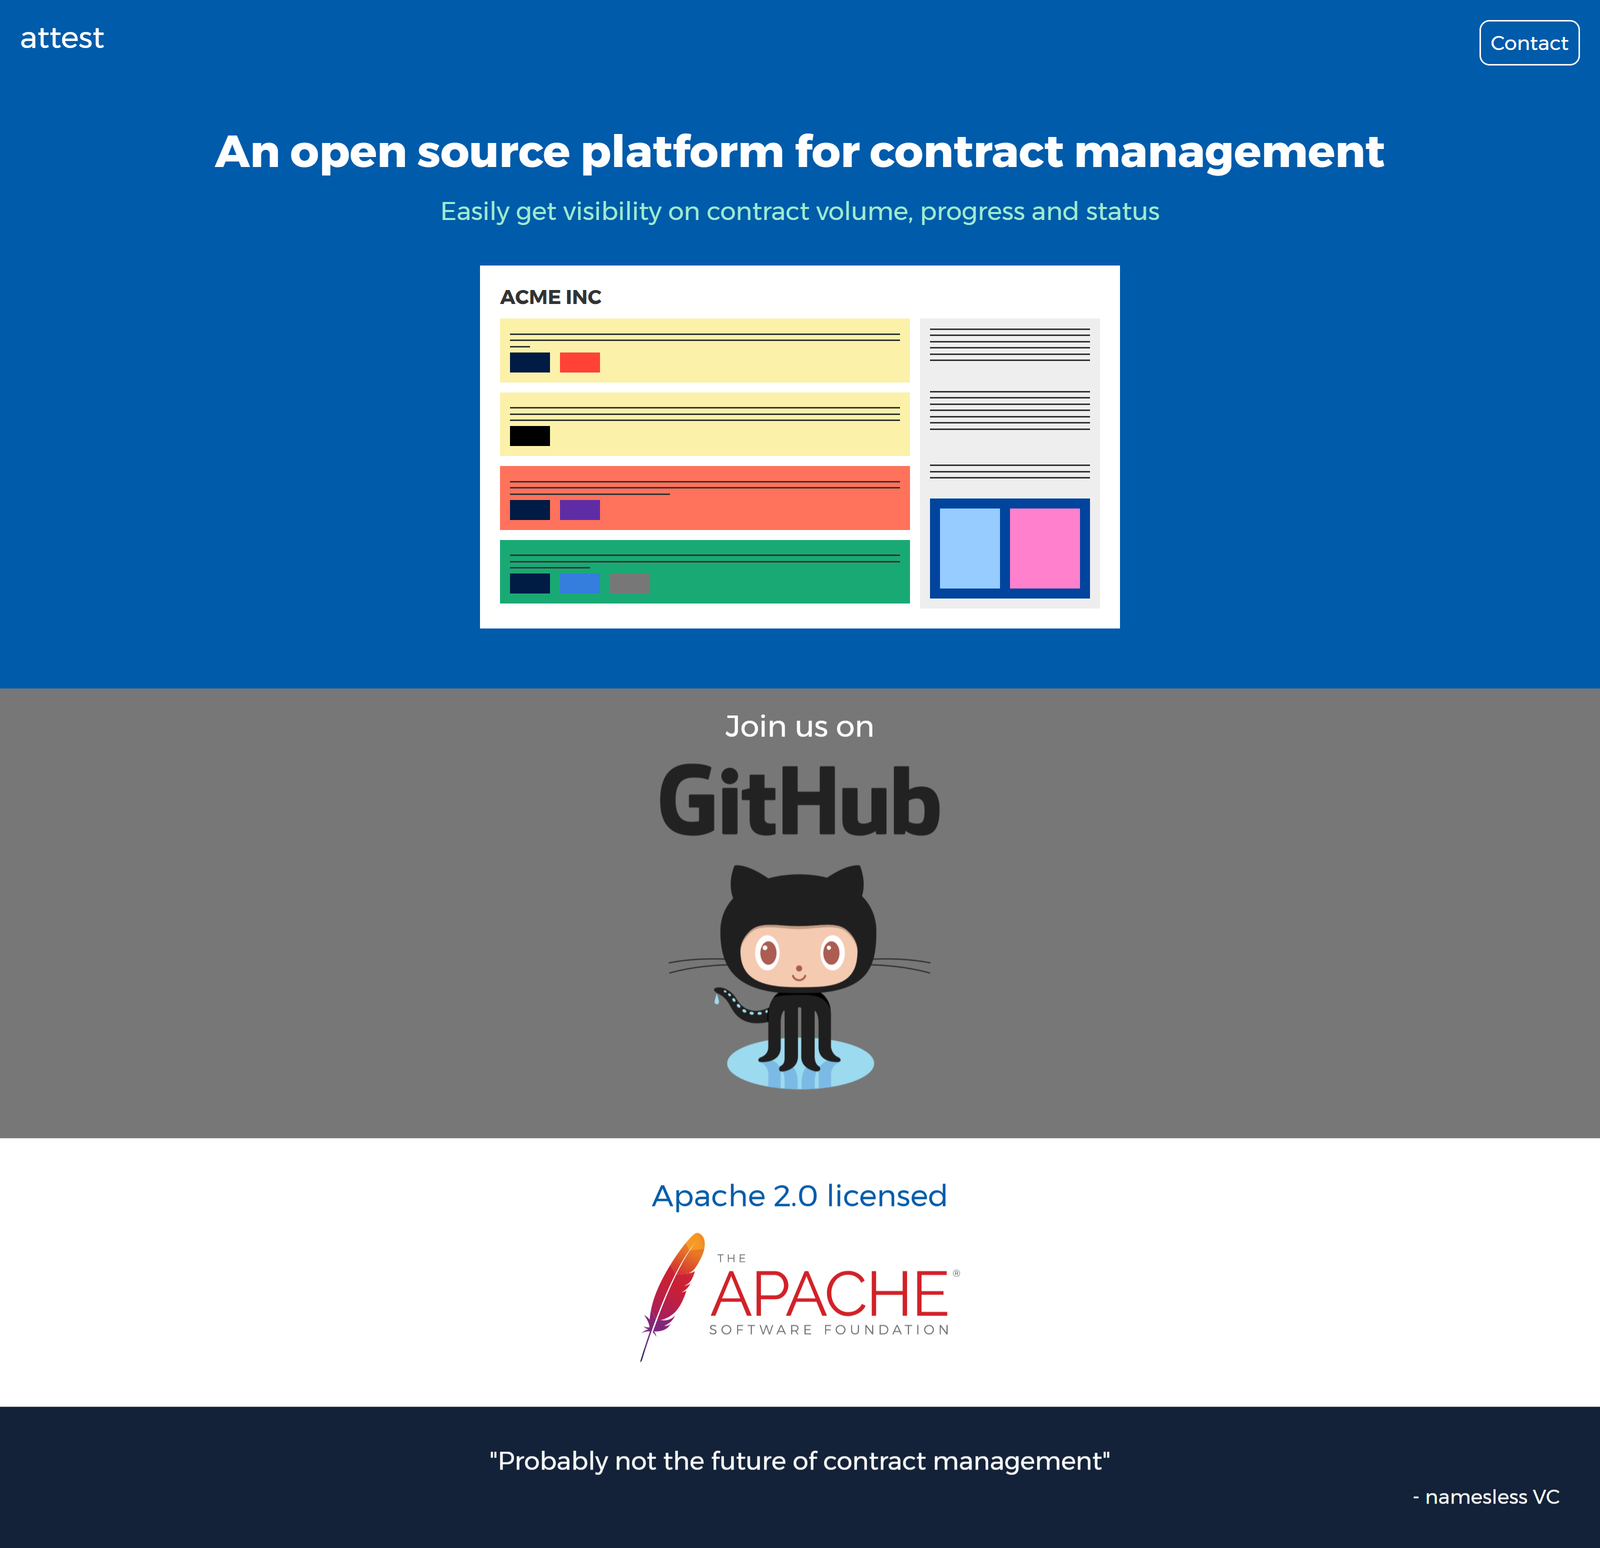 attest
Contact
An open source platform for contract management
Easily get visibility on contract volume, progress and status
ACME INC
Join us on
GitHub
Apache 2.0 licensed
THE
APACHE®
SOFTWARE FOUNDATION
"Probably not the future of contract management"
- namesless VC